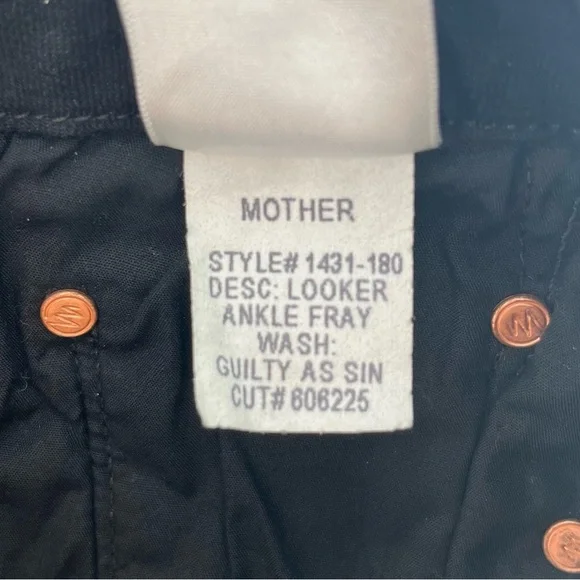 MOTHER
STYLE# 1431-180
DESC: LOOKER
ANKLE FRAY
WASH:
GUILTY AS SIN
CUT# 606225